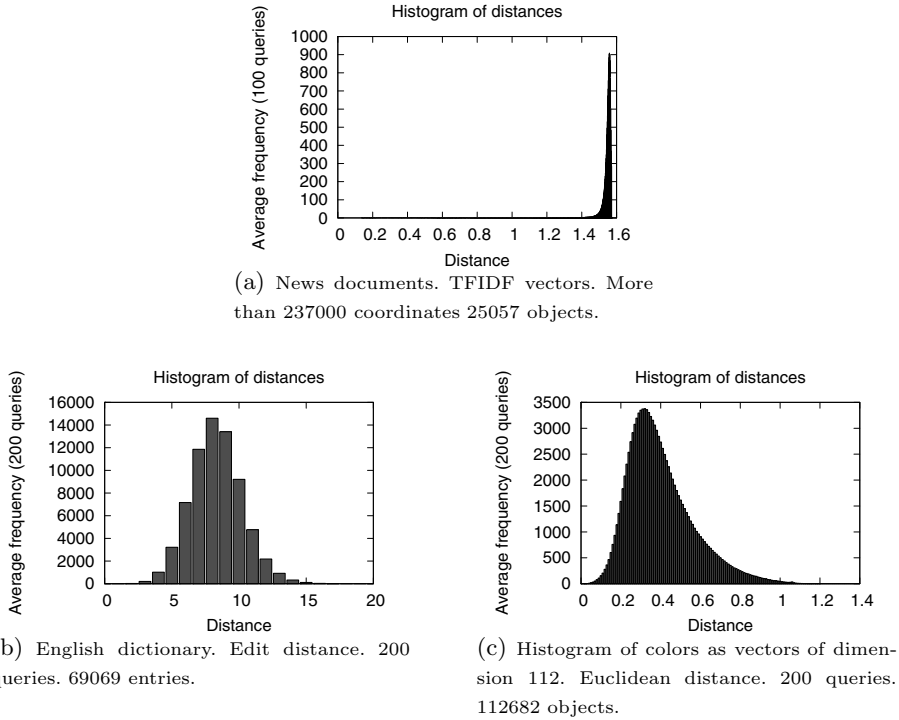 Histogram of distances
Average frequency (100 queries)
1000
900
800
700
600
500
400
300
200
100
0
0 0.2 0.4 0.6 0.8 1 1.2 1.4 1.6
Distance
(a) News documents. TFIDF vectors. More
than 237000 coordinates 25057 objects.
Histogram of distances
Average frequency (200 queries)
16000
14000
12000
10000
8000
6000
4000
2000
0
0 5 10 15 20
Distance
b) English dictionary. Edit distance. 200
queries. 69069 entries.
Histogram of distances
Average frequency (200 queries)
3500
3000
2500
2000
1500
1000
500
0
0 0.2 0.4 0.6 0.8 1 1.2 1.4
Distance
(c) Histogram of colors as vectors of dimen-
sion 112. Euclidean distance. 200 queries.
112682 objects.